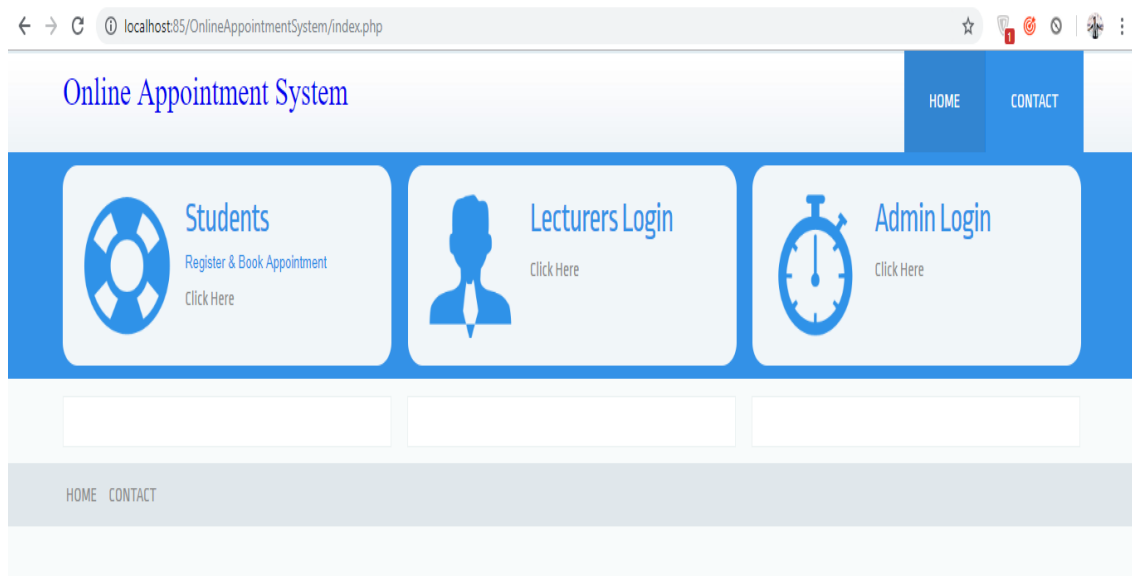 localhost:85/OnlineAppointmentSystem/index.php
1
Online Appointment System
HOME CONTACT
Students
Register & Book Appointment
Click Here
Lecturers Login
Click Here
Admin Login
Click Here
HOME CONTACT